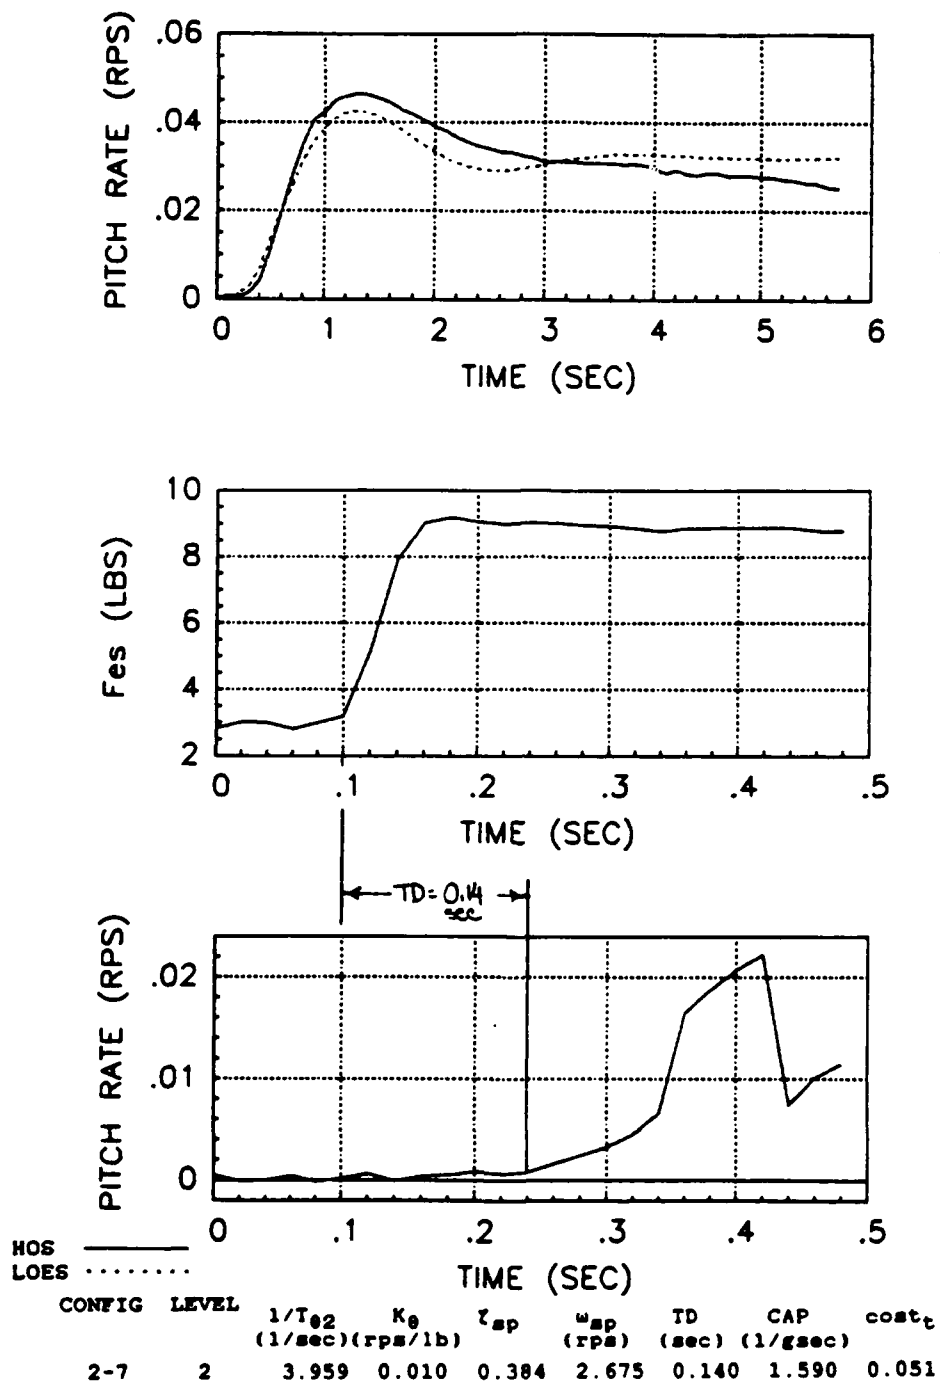 .06
.04
.02
0
PITCH RATE (RPS)
0 1 2 3 4 5 6
TIME (SEC)
10
8
6
4
2
Fes (LBS)
0 .1 .2 .3 .4 .5
TIME (SEC)
TD = 0.14
sec
.02
.01
0
PITCH RATE (RPS)
0 .1 .2 .3 .4 .5
TIME (SEC)
HOS
LOES
CONFIG LEVEL 1/Tθ2 Kθ ζsp ωsp TD CAP costt
(1/sec) (rps/lb) (rps) (sec) (1/gsec)
2-7 2 3.959 0.010 0.384 2.675 0.140 1.590 0.051